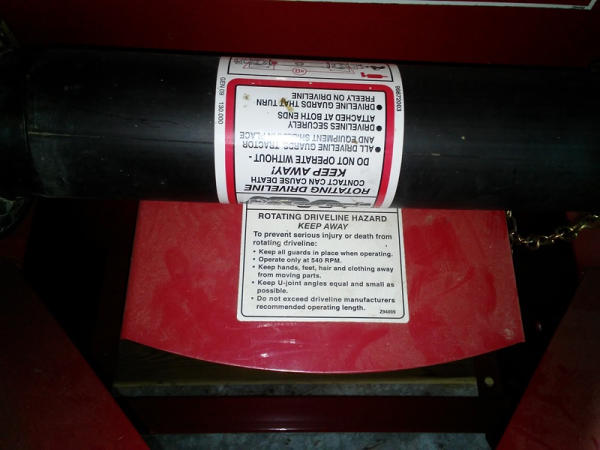 ROTATING DRIVELINE
CONTACT CAN CAUSE DEATH
KEEP AWAY!
DO NOT OPERATE WITHOUT -
• ALL DRIVELINE GUARDS, TRACTOR
AND EQUIPMENT SHIELDS IN PLACE
• DRIVELINES SECURELY
ATTACHED AT BOTH ENDS
• DRIVELINE GUARDS THAT TURN
FREELY ON DRIVELINE
ROTATING DRIVELINE HAZARD
KEEP AWAY
To prevent serious injury or death from
rotating driveline:
• Keep all guards in place when operating.
• Operate only at 540 RPM.
• Keep hands, feet, hair and clothing away
from moving parts.
• Keep U-joint angles equal and small as
possible.
• Do not exceed driveline manufacturers
recommended operating length.